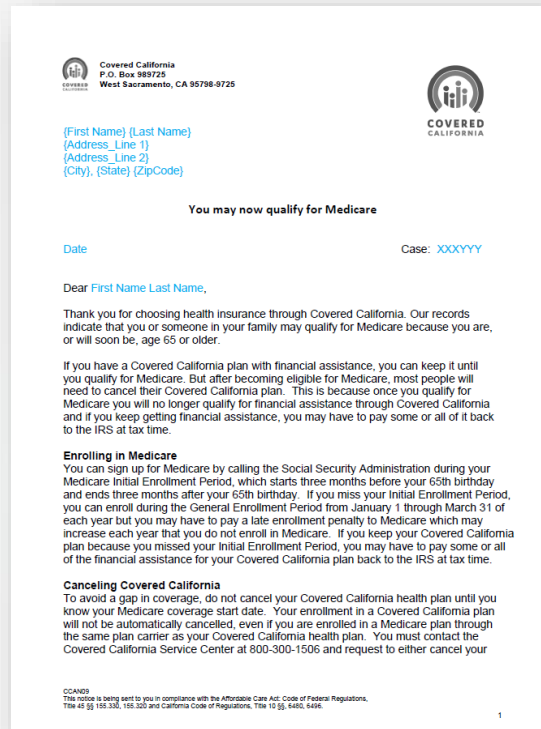 Covered California
P.O. Box 989725
West Sacramento, CA 95798-9725
COVERED
CALIFORNIA
COVERED
CALIFORNIA
{First Name} {Last Name}
{Address_Line 1}
{Address_Line 2}
{City}, {State} {ZipCode}
You may now qualify for Medicare
Date Case: XXXYYY
Dear First Name Last Name,
Thank you for choosing health insurance through Covered California. Our records
indicate that you or someone in your family may qualify for Medicare because you are,
or will soon be, age 65 or older.
If you have a Covered California plan with financial assistance, you can keep it until
you qualify for Medicare. But after becoming eligible for Medicare, most people will
need to cancel their Covered California plan. This is because once you qualify for
Medicare you will no longer qualify for financial assistance through Covered California
and if you keep getting financial assistance, you may have to pay some or all of it back
to the IRS at tax time.
Enrolling in Medicare
You can sign up for Medicare by calling the Social Security Administration during your
Medicare Initial Enrollment Period, which starts three months before your 65th birthday
and ends three months after your 65th birthday. If you miss your Initial Enrollment Period,
you can enroll during the General Enrollment Period from January 1 through March 31 of
each year but you may have to pay a late enrollment penalty to Medicare which may
increase each year that you do not enroll in Medicare. If you keep your Covered California
plan because you missed your Initial Enrollment Period, you may have to pay some or all
of the financial assistance for your Covered California plan back to the IRS at tax time.
Canceling Covered California
To avoid a gap in coverage, do not cancel your Covered California health plan until you
know your Medicare coverage start date. Your enrollment in a Covered California plan
will not be automatically cancelled, even if you are enrolled in a Medicare plan through
the same plan carrier as your Covered California health plan. You must contact the
Covered California Service Center at 800-300-1506 and request to either cancel your
CCAN09
This notice is being sent to you in compliance with the Affordable Care Act: Code of Federal Regulations,
Title 45 §§ 155.330, 155.320 and California Code of Regulations, Title 10 §§, 6480, 6496.
1